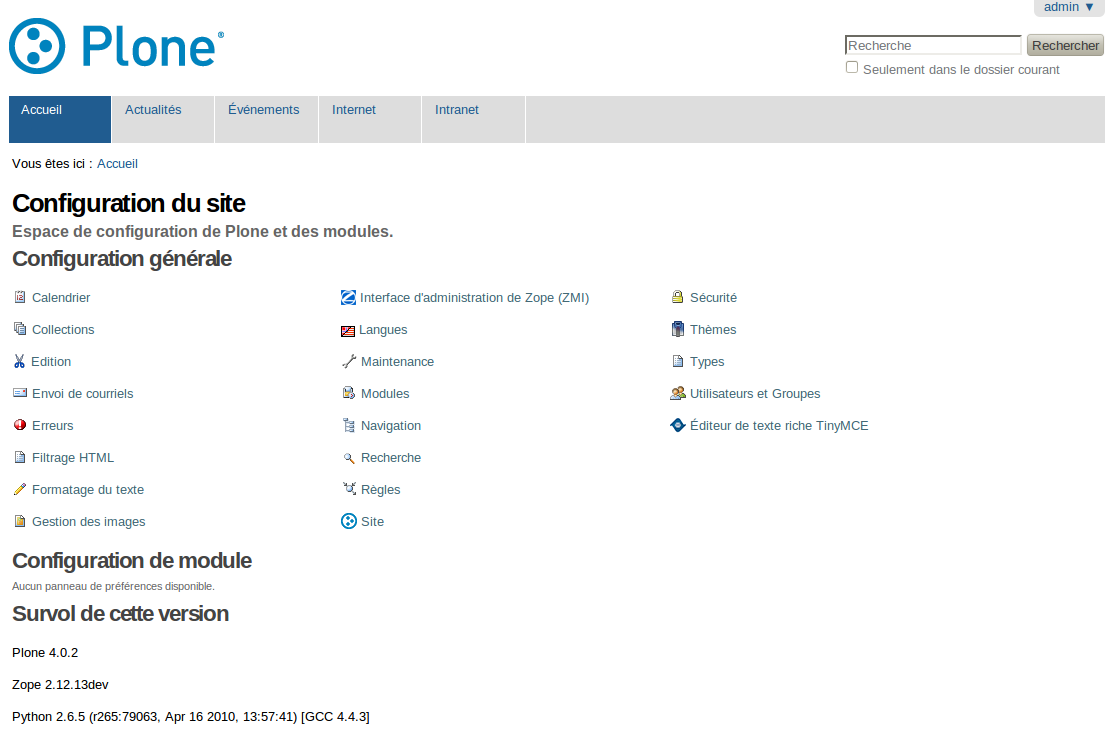 admin ▼
Plone®
Recherche Rechercher
Seulement dans le dossier courant
Accueil Actualités Événements Internet Intranet
Vous êtes ici : Accueil
Configuration du site
Espace de configuration de Plone et des modules.
Configuration générale
Calendrier Interface d'administration de Zope (ZMI) Sécurité
Collections Langues Thèmes
Edition Maintenance Types
Envoi de courriels Modules Utilisateurs et Groupes
Erreurs Navigation Éditeur de texte riche TinyMCE
Filtrage HTML Recherche
Formatage du texte Règles
Gestion des images Site
Configuration de module
Aucun panneau de préférences disponible.
Survol de cette version
Plone 4.0.2
Zope 2.12.13dev
Python 2.6.5 (r265:79063, Apr 16 2010, 13:57:41) [GCC 4.4.3]